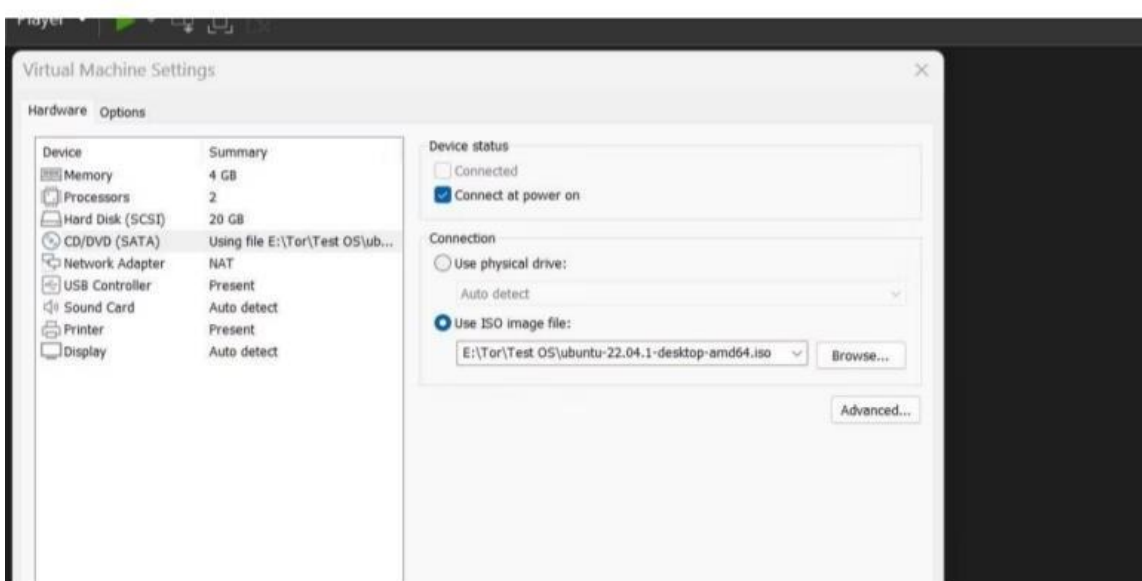 Player
Virtual Machine Settings
Hardware Options
Device Summary
Memory 4 GB
Processors 2
Hard Disk (SCSI) 20 GB
CD/DVD (SATA) Using file E:\Tor\Test OS\ub...
Network Adapter NAT
USB Controller Present
Sound Card Auto detect
Printer Present
Display Auto detect
Device status
Connected
Connect at power on
Connection
Use physical drive:
Auto detect
Use ISO image file:
E:\Tor\Test OS\ubuntu-22.04.1-desktop-amd64.iso
Browse...
Advanced...